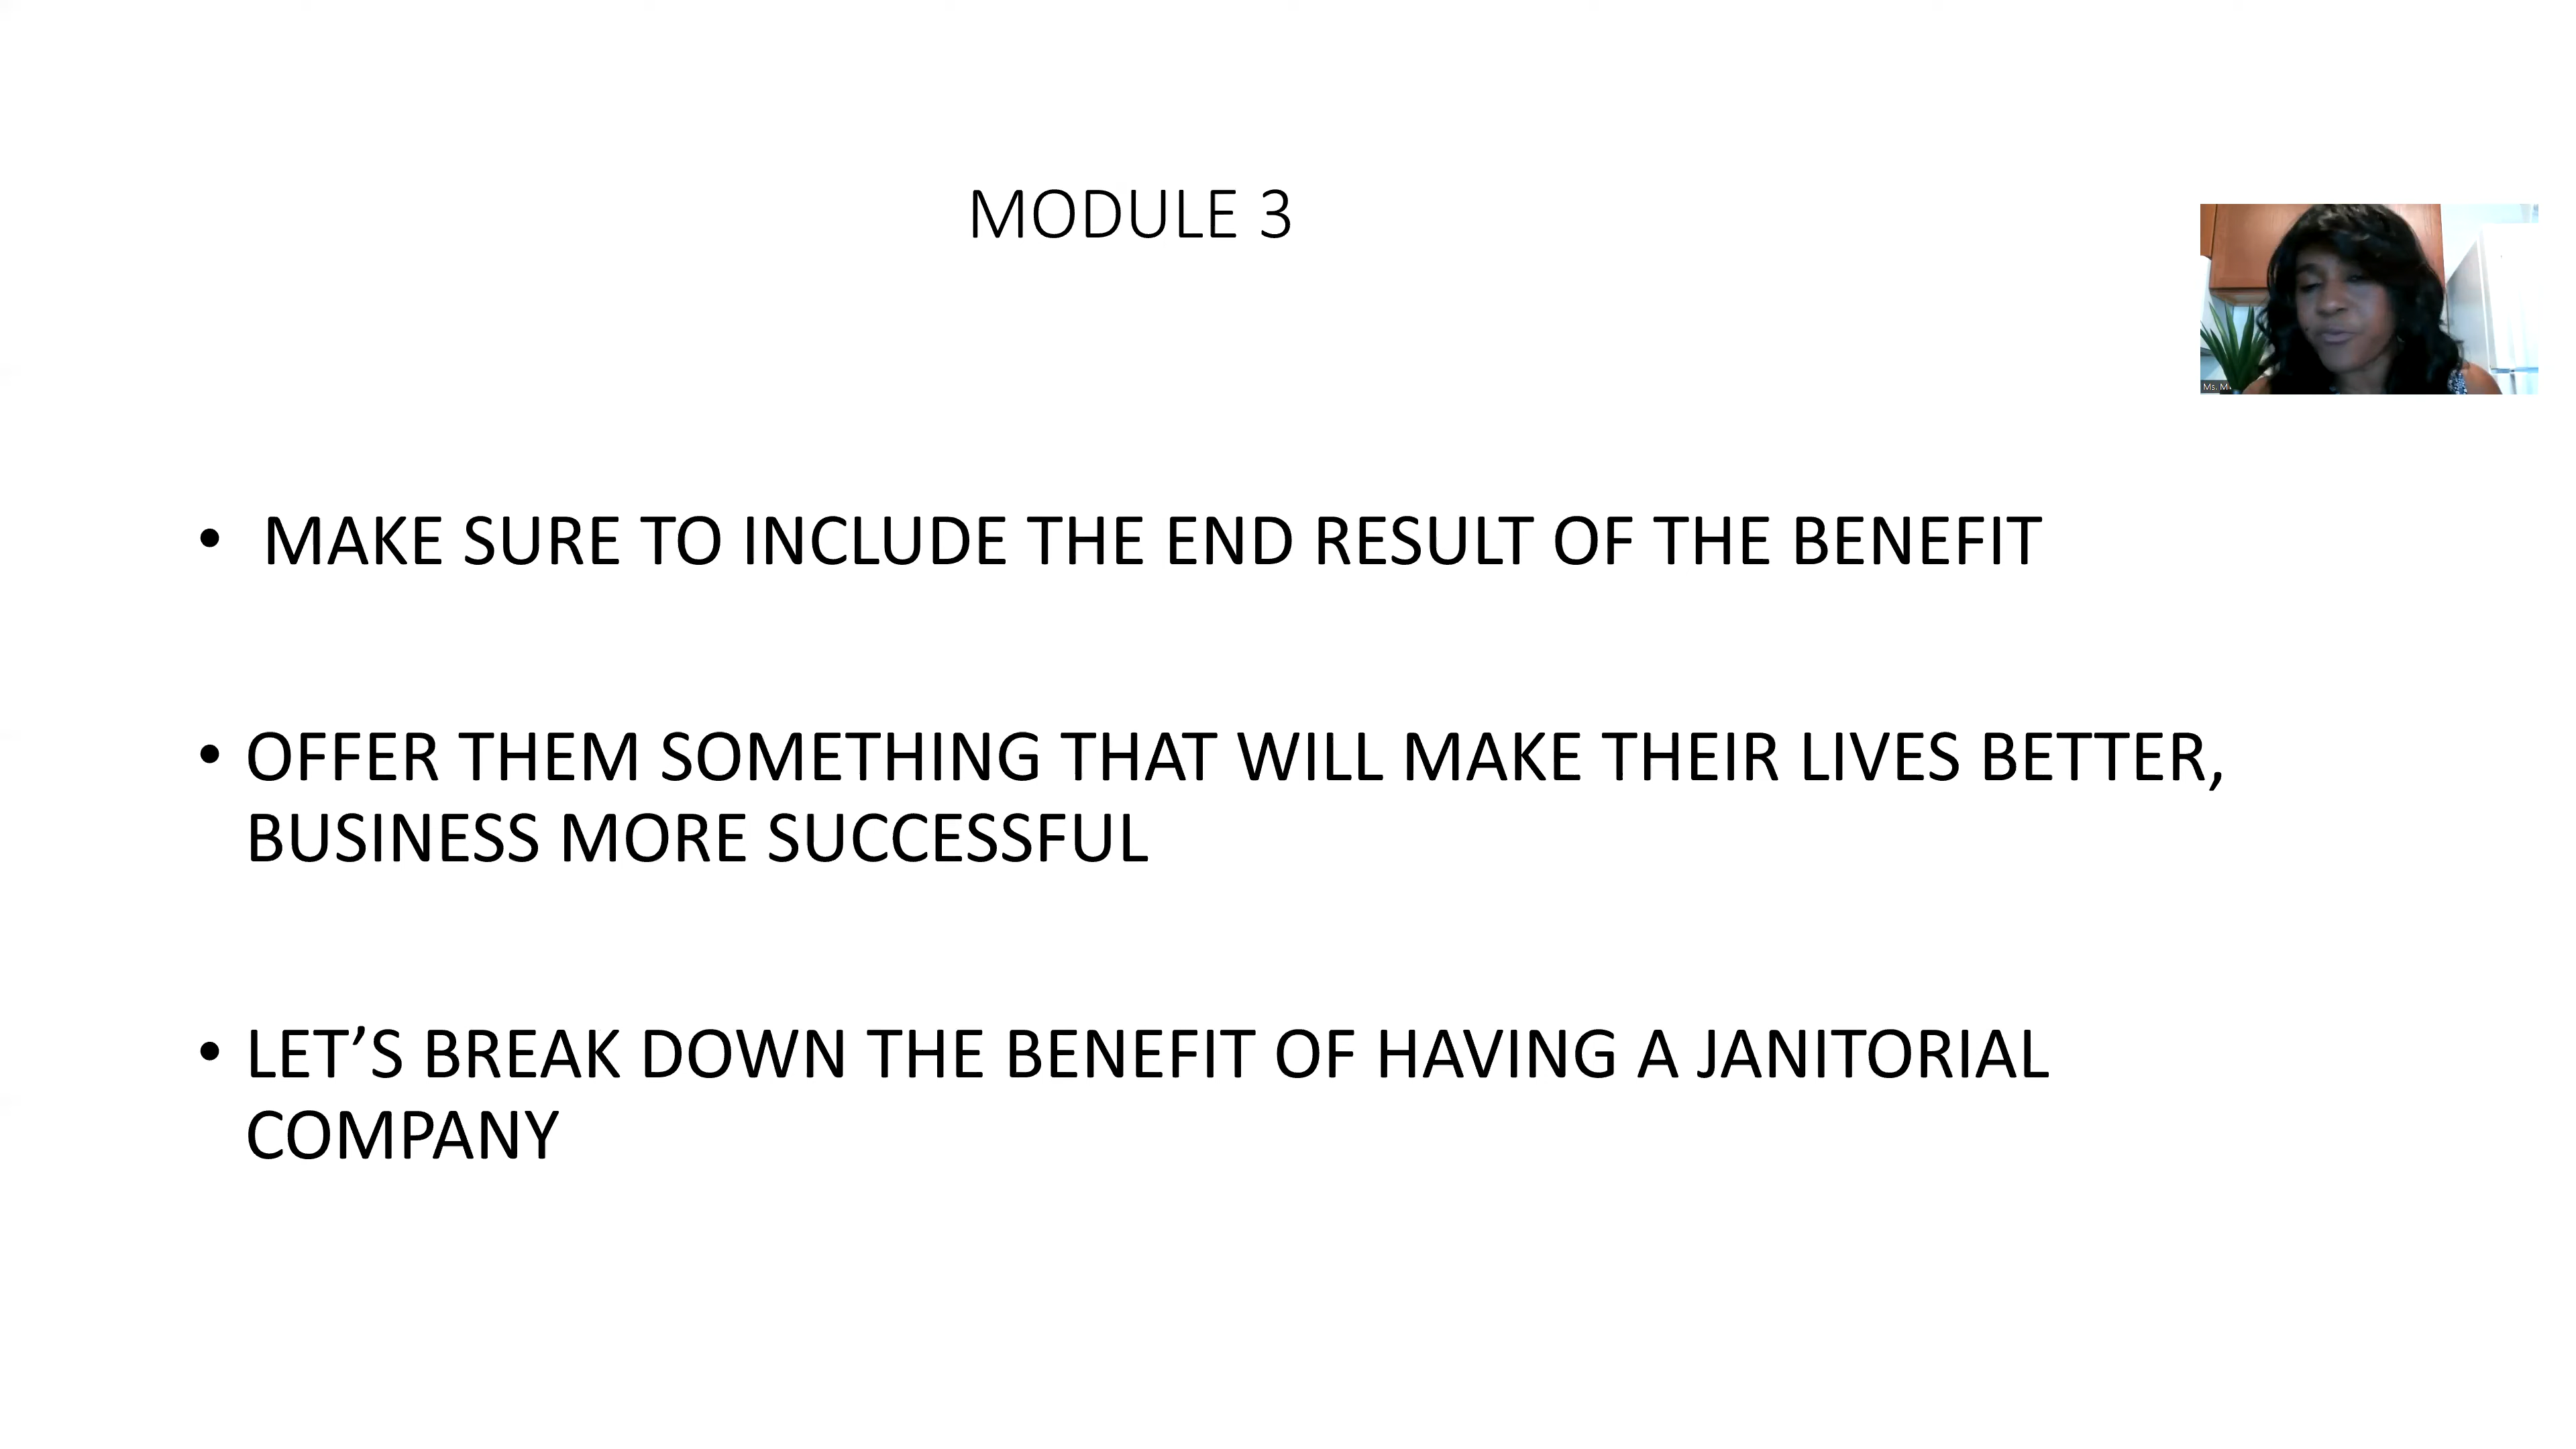 MODULE 3
• MAKE SURE TO INCLUDE THE END RESULT OF THE BENEFIT
• OFFER THEM SOMETHING THAT WILL MAKE THEIR LIVES BETTER,
BUSINESS MORE SUCCESSFUL
• LET’S BREAK DOWN THE BENEFIT OF HAVING A JANITORIAL
COMPANY
Ms.